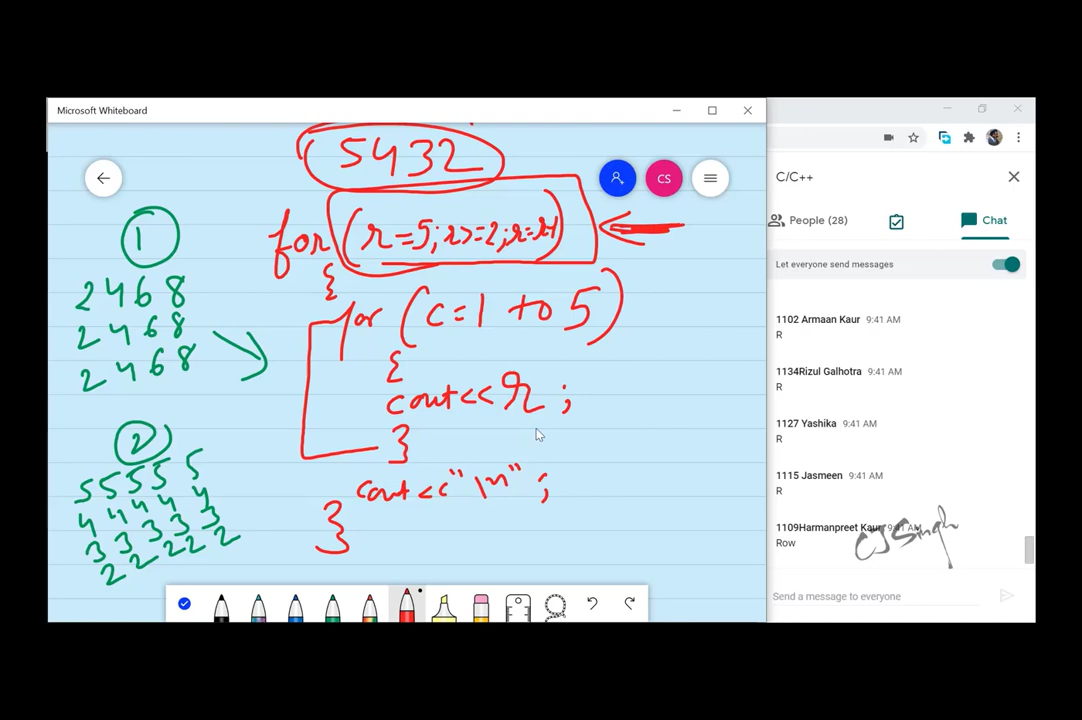 Microsoft Whiteboard
5432
for (r=5;r>=2;r=r-1)
{
for (c=1 to 5)
{
cout<<r;
}
cout<<"\n";
}
1
2468
2468
2468
2
55555
44444
33333
22222
CS
C/C++
People (28)
Chat
Let everyone send messages
1102 Armaan Kaur 9:41 AM
R
1134Rizul Galhotra 9:41 AM
R
1127 Yashika 9:41 AM
R
1115 Jasmeen 9:41 AM
R
1109Harmanpreet Kaur 9:41 AM
Row
CJSingh
Send a message to everyone